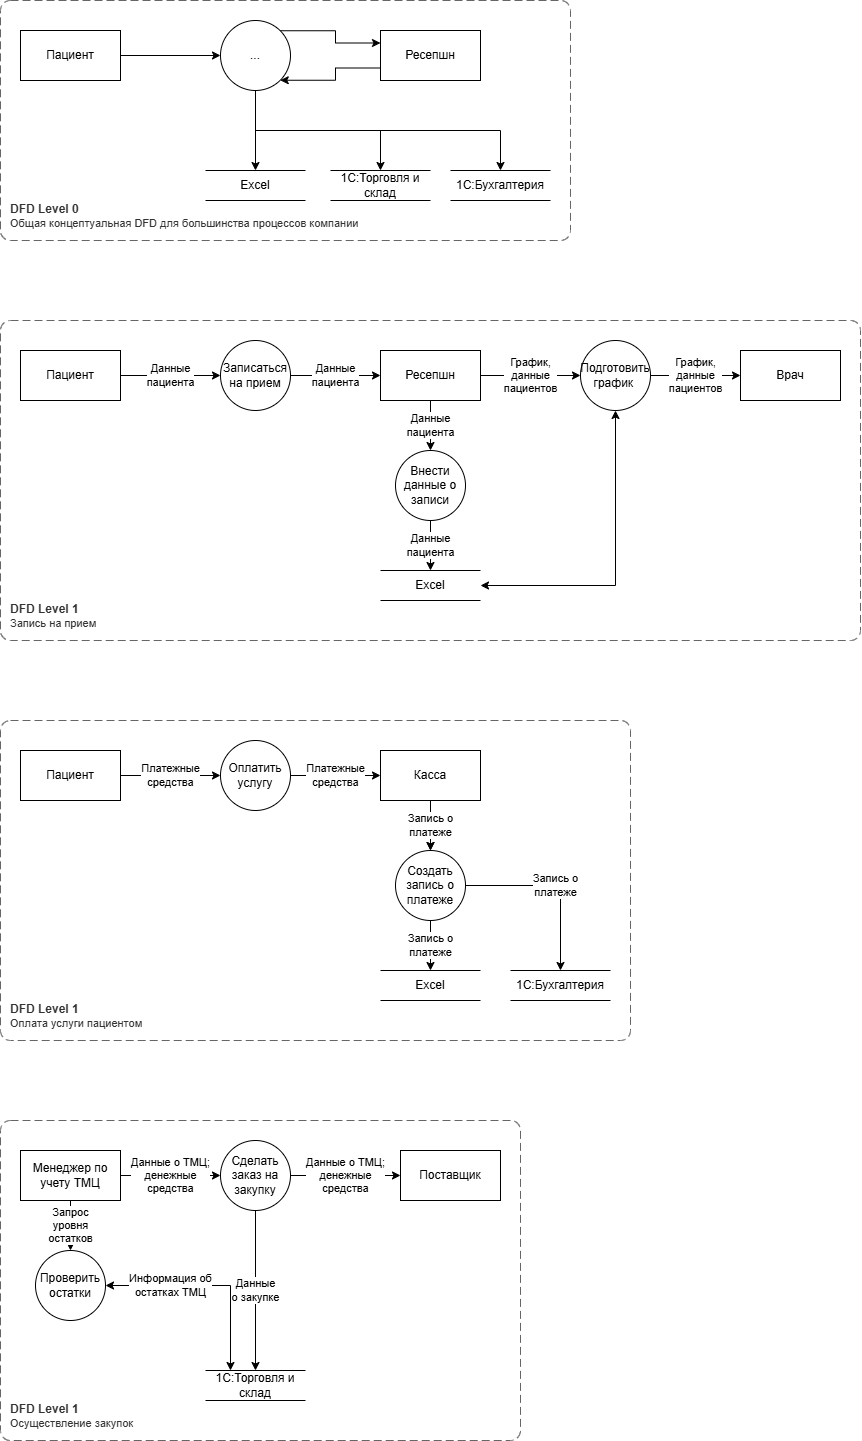 Пациент
...
Ресепшн
Excel
1С:Торговля и
склад
1С:Бухгалтерия
DFD Level 0
Общая концептуальная DFD для большинства процессов компании
Пациент
Данные
пациента
Записаться
на прием
Данные
пациента
Ресепшн
График,
данные
пациентов
Подготовить
график
График,
данные
пациентов
Врач
Данные
пациента
Внести
данные о
записи
Данные
пациента
Excel
DFD Level 1
Запись на прием
Пациент
Платежные
средства
Оплатить
услугу
Платежные
средства
Касса
Запись о
платеже
Создать
запись о
платеже
Запись о
платеже
Запись о
платеже
Excel
1С:Бухгалтерия
DFD Level 1
Оплата услуги пациентом
Менеджер по
учету ТМЦ
Данные о ТМЦ;
денежные
средства
Сделать
заказ на
закупку
Данные о ТМЦ;
денежные
средства
Поставщик
Запрос
уровня
остатков
Проверить
остатки
Информация об
остатках ТМЦ
Данные
о закупке
1С:Торговля и
склад
DFD Level 1
Осуществление закупок